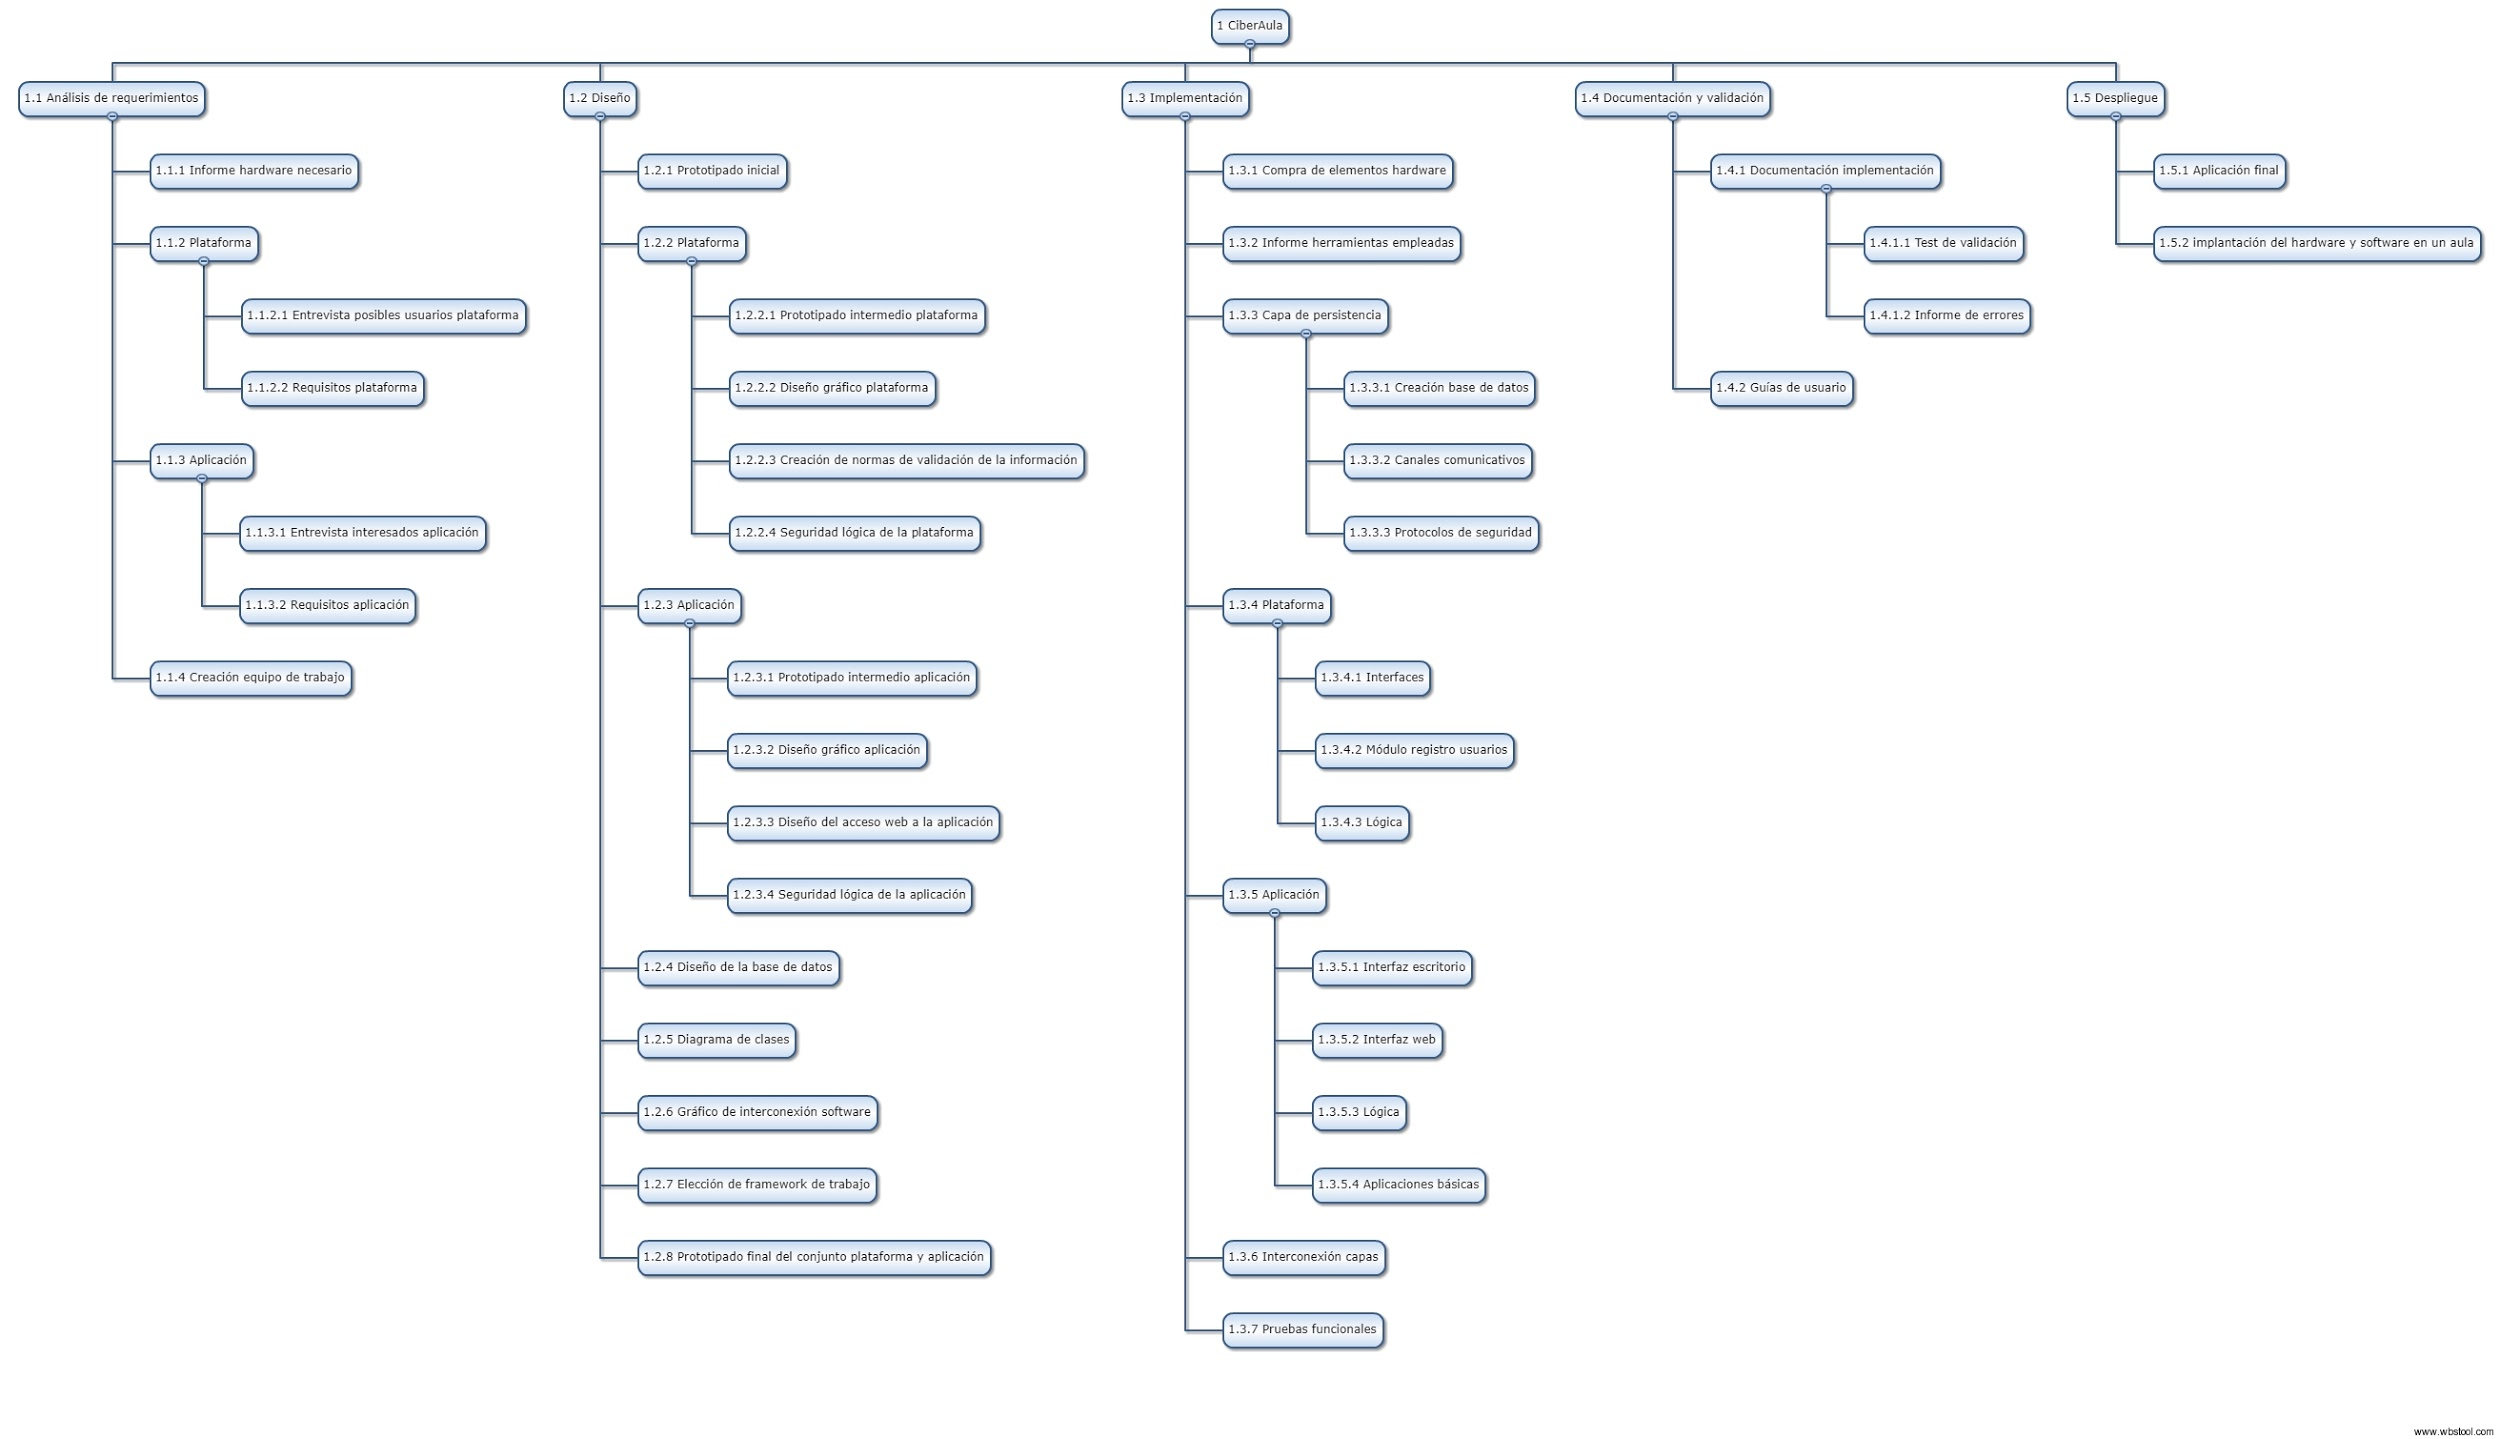 1 CiberAula
1.1 Análisis de requerimientos
1.1.1 Informe hardware necesario
1.1.2 Plataforma
1.1.2.1 Entrevista posibles usuarios plataforma
1.1.2.2 Requisitos plataforma
1.1.3 Aplicación
1.1.3.1 Entrevista interesados aplicación
1.1.3.2 Requisitos aplicación
1.1.4 Creación equipo de trabajo
1.2 Diseño
1.2.1 Prototipado inicial
1.2.2 Plataforma
1.2.2.1 Prototipado intermedio plataforma
1.2.2.2 Diseño gráfico plataforma
1.2.2.3 Creación de normas de validación de la información
1.2.2.4 Seguridad lógica de la plataforma
1.2.3 Aplicación
1.2.3.1 Prototipado intermedio aplicación
1.2.3.2 Diseño gráfico aplicación
1.2.3.3 Diseño del acceso web a la aplicación
1.2.3.4 Seguridad lógica de la aplicación
1.2.4 Diseño de la base de datos
1.2.5 Diagrama de clases
1.2.6 Gráfico de interconexión software
1.2.7 Elección de framework de trabajo
1.2.8 Prototipado final del conjunto plataforma y aplicación
1.3 Implementación
1.3.1 Compra de elementos hardware
1.3.2 Informe herramientas empleadas
1.3.3 Capa de persistencia
1.3.3.1 Creación base de datos
1.3.3.2 Canales comunicativos
1.3.3.3 Protocolos de seguridad
1.3.4 Plataforma
1.3.4.1 Interfaces
1.3.4.2 Módulo registro usuarios
1.3.4.3 Lógica
1.3.5 Aplicación
1.3.5.1 Interfaz escritorio
1.3.5.2 Interfaz web
1.3.5.3 Lógica
1.3.5.4 Aplicaciones básicas
1.3.6 Interconexión capas
1.3.7 Pruebas funcionales
1.4 Documentación y validación
1.4.1 Documentación implementación
1.4.1.1 Test de validación
1.4.1.2 Informe de errores
1.4.2 Guías de usuario
1.5 Despliegue
1.5.1 Aplicación final
1.5.2 implantación del hardware y software en un aula
www.wbstool.com